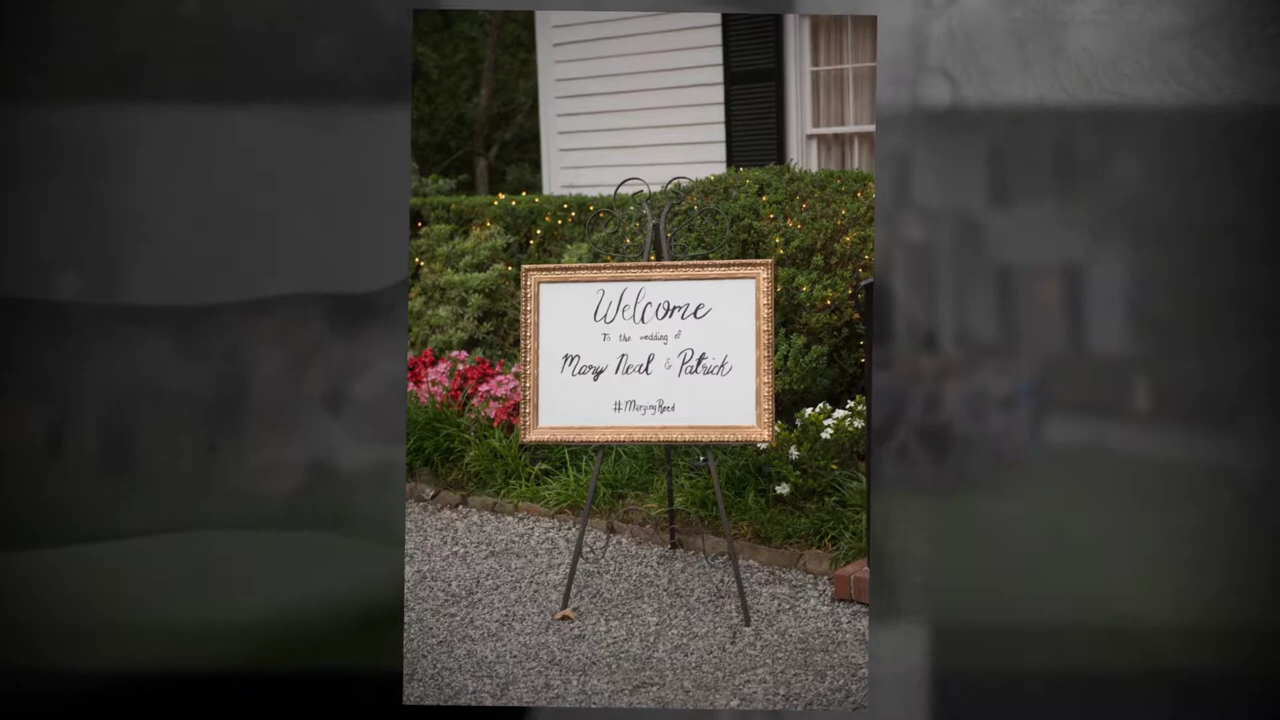 Welcome
To the wedding of
Mary Neal & Patrick
#MarryingReed